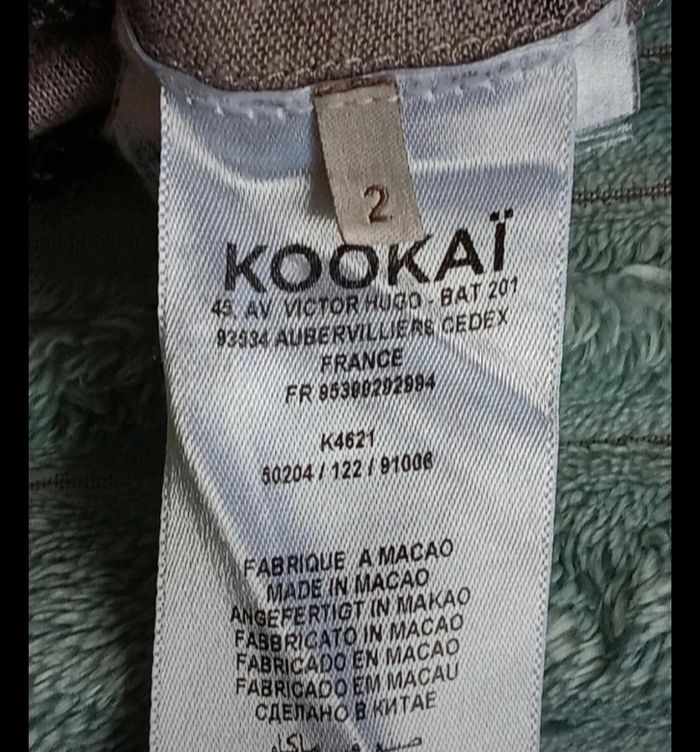 2
KOOKAÏ
45, AV VICTOR HUGO - BAT 201
93534 AUBERVILLIERS CEDEX
FRANCE
FR 95380292994
K4621
60204 / 122 / 91006
FABRIQUE A MACAO
MADE IN MACAO
ANGEFERTIGT IN MAKAO
FABBRICATO IN MACAO
FABRICADO EN MACAO
FABRICADO EM MACAU
СДЕЛАНО В КИТАЕ